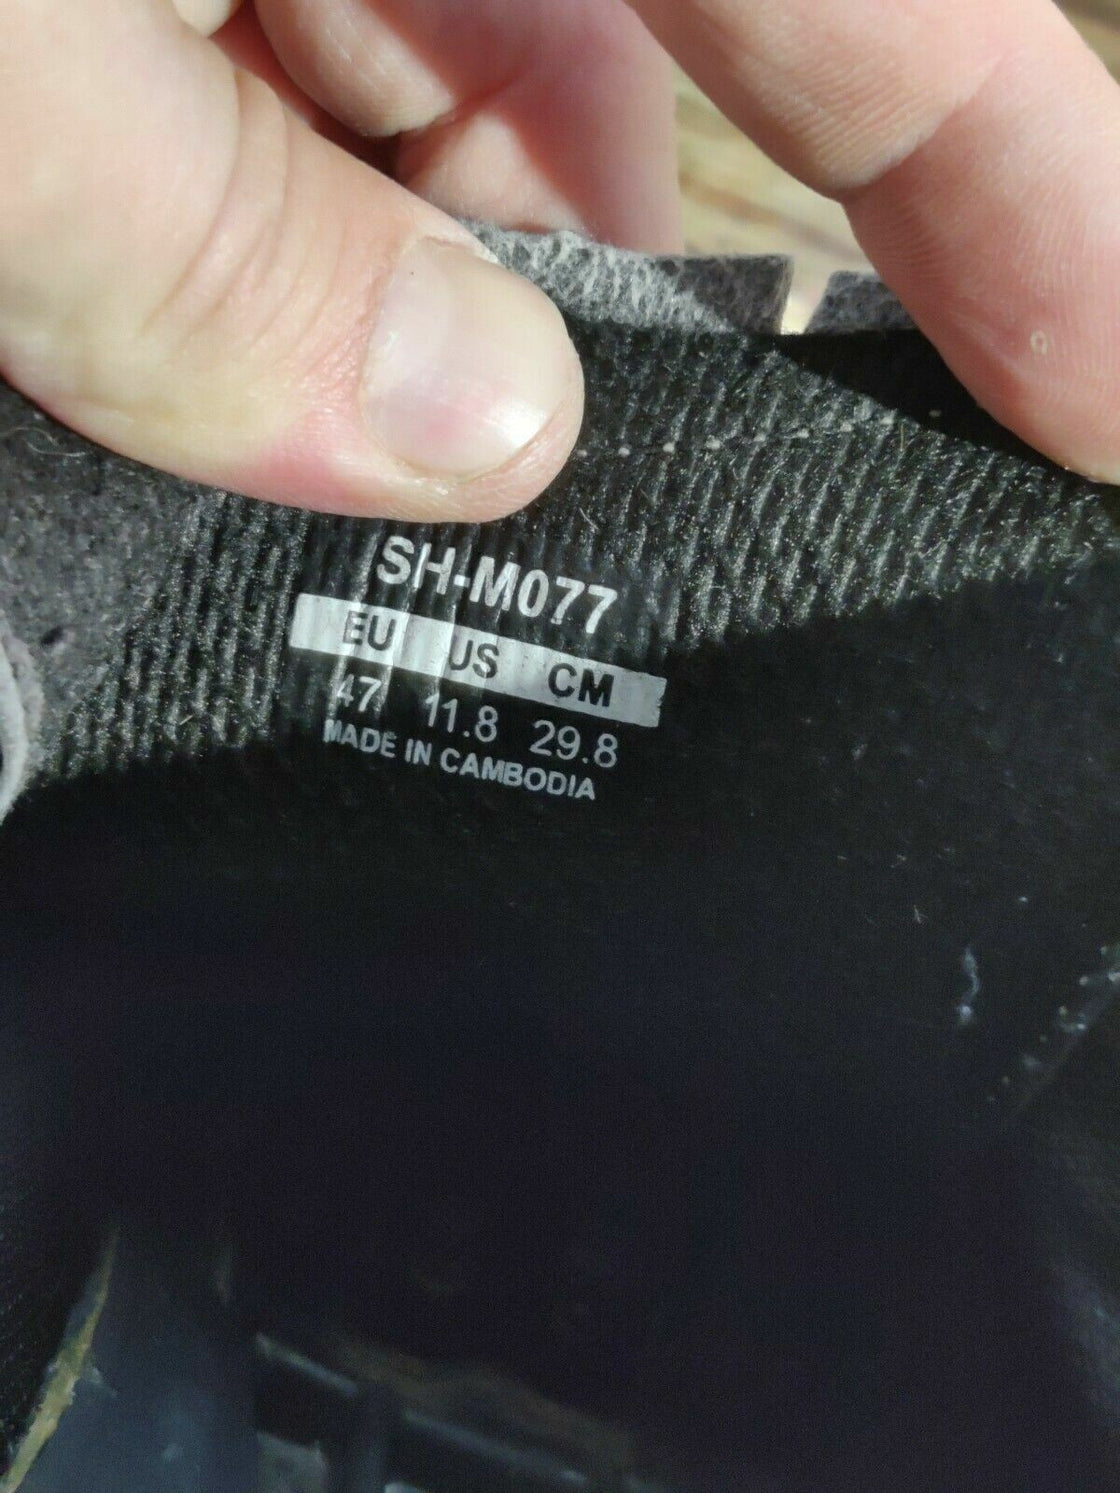 SH-M077
EU US CM
47 11.8 29.8
MADE IN CAMBODIA